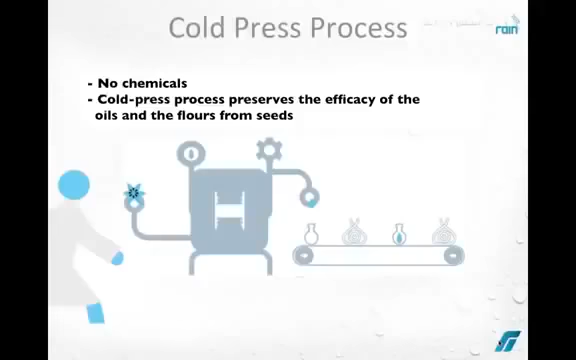 Cold Press Process
rain
- No chemicals
- Cold-press process preserves the efficacy of the
oils and the flours from seeds